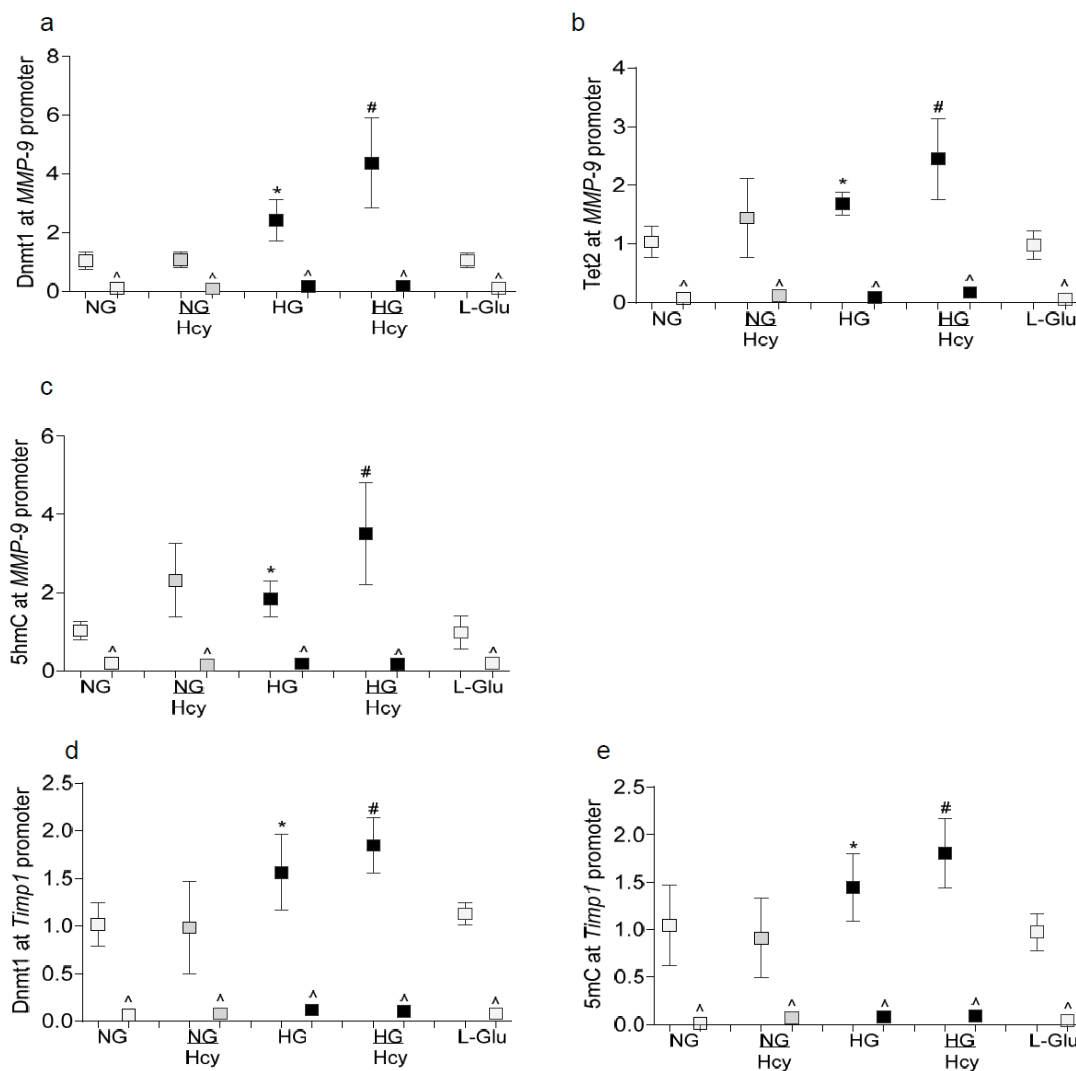 a
Dnmt1 at MMP-9 promoter
8
6
4
2
0
*
#
^ ^ ^ ^ ^
NG NG HG HG L-Glu
Hcy Hcy
b
Tet2 at MMP-9 promoter
4
3
2
1
0
*
#
^ ^ ^ ^ ^
NG NG HG HG L-Glu
Hcy Hcy
c
5hmC at MMP-9 promoter
6
4
2
0
*
#
^ ^ ^ ^ ^
NG NG HG HG L-Glu
Hcy Hcy
d
Dnmt1 at Timp1 promoter
2.5
2.0
1.5
1.0
0.5
0.0
*
#
^ ^ ^ ^ ^
NG NG HG HG L-Glu
Hcy Hcy
e
5mC at Timp1 promoter
2.5
2.0
1.5
1.0
0.5
0.0
*
#
^ ^ ^ ^ ^
NG NG HG HG L-Glu
Hcy Hcy